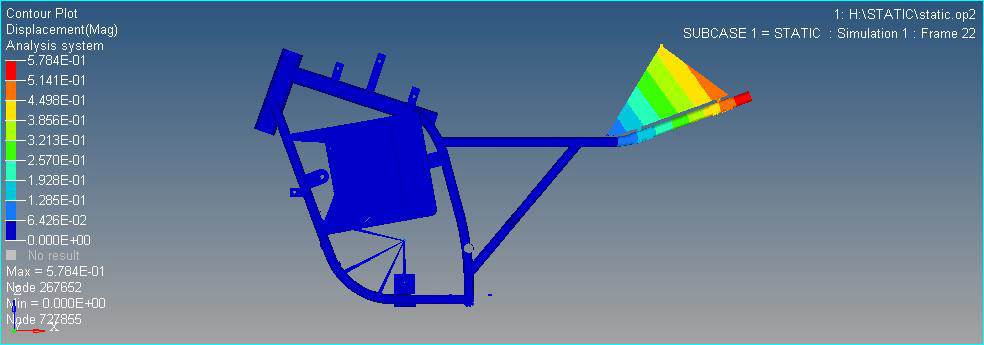 Contour Plot
Displacement(Mag)
Analysis system
5.784E-01
5.141E-01
4.498E-01
3.856E-01
3.213E-01
2.570E-01
1.928E-01
1.285E-01
6.426E-02
0.000E+00
No result
Max = 5.784E-01
Node 267652
Min = 0.000E+00
Node 727855
Z
Y
X
1: H:\STATIC\static.op2
SUBCASE 1 = STATIC : Simulation 1 : Frame 22